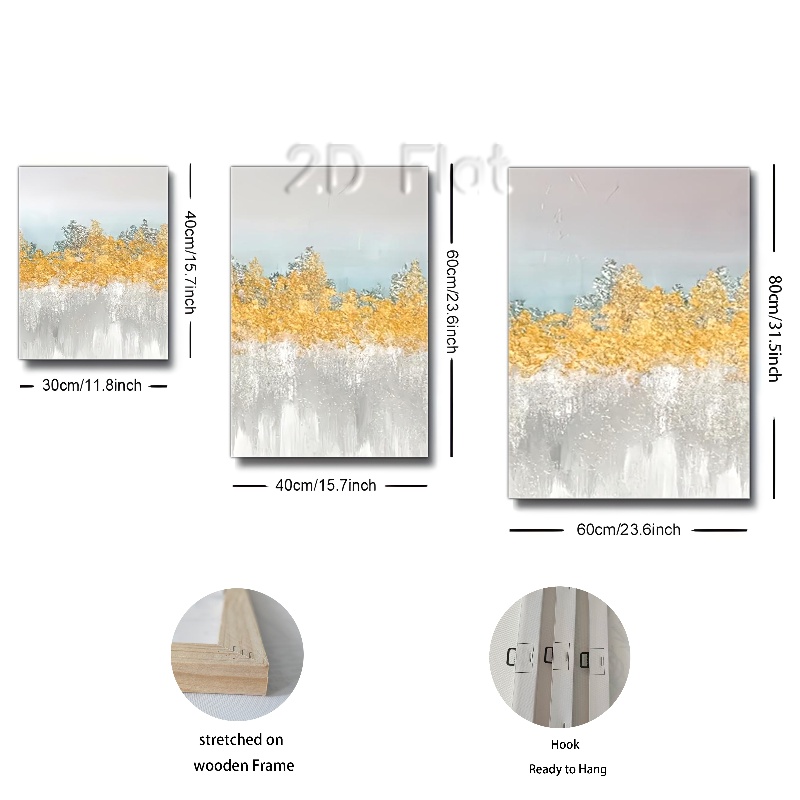 2D Flat
40cm/15.7inch
60cm/23.6inch
80cm/31.5inch
30cm/11.8inch
40cm/15.7inch
60cm/23.6inch
stretched on
wooden Frame
Hook
Ready to Hang